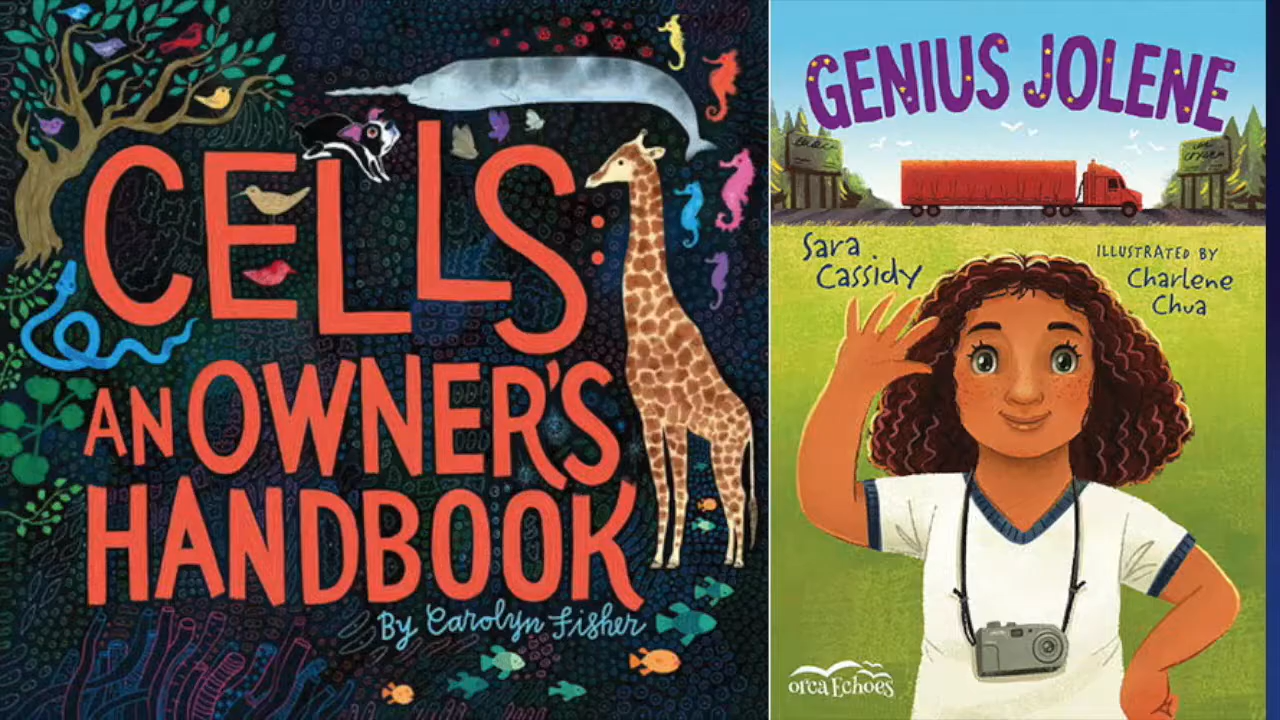 CELLS:
AN OWNER'S
HANDBOOK
By Carolyn Fisher
GENIUS JOLENE
Sara
Cassidy
ILLUSTRATED BY
Charlene
Chua
orca Echoes